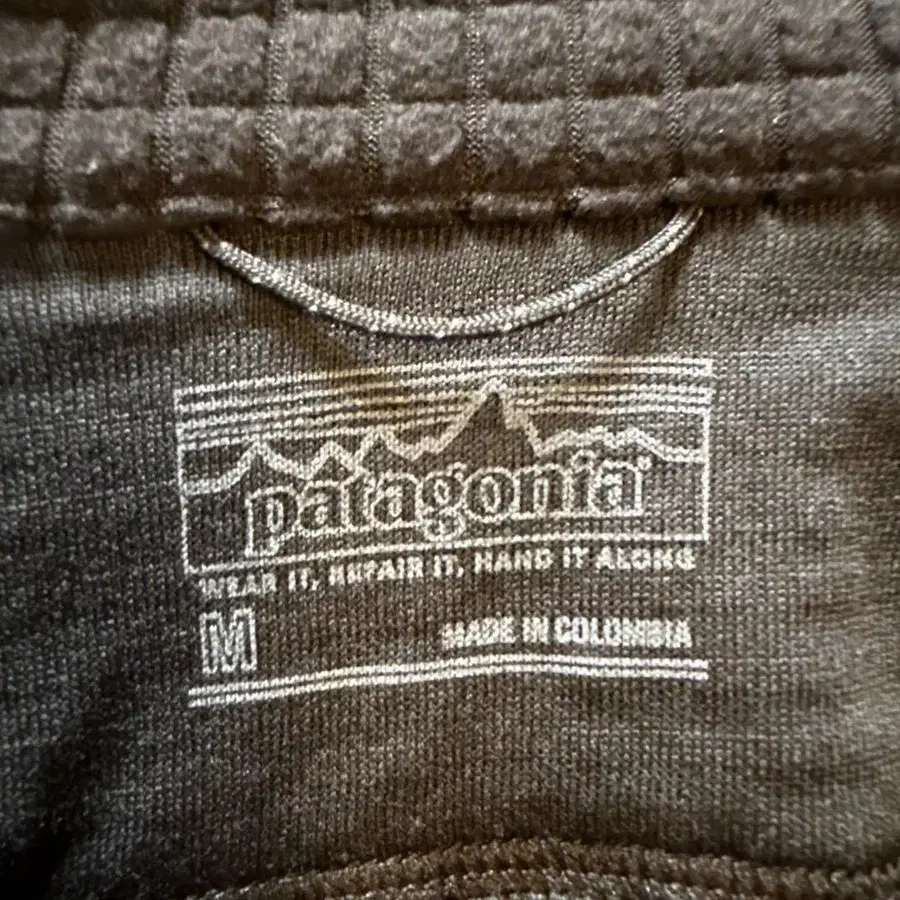 patagonia®
WEAR IT, REPAIR IT, HAND IT ALONG
M
MADE IN COLOMBIA